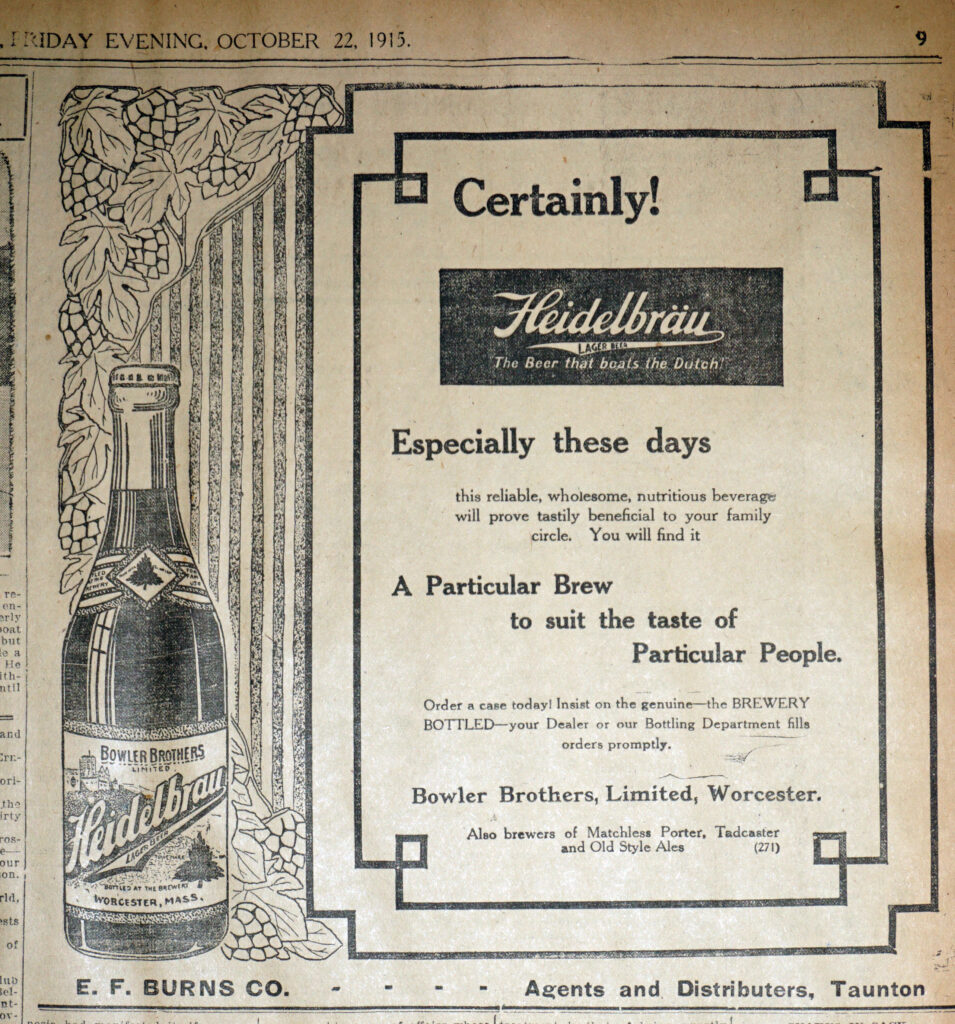 , FRIDAY EVENING, OCTOBER 22, 1915.
9
Certainly!
Heidelbräu
LAGER BEER
The Beer that beats the Dutch!
Especially these days
this reliable, wholesome, nutritious beverage
will prove tastily beneficial to your family
circle. You will find it
A Particular Brew
to suit the taste of
Particular People.
Order a case today! Insist on the genuine—the BREWERY
BOTTLED—your Dealer or our Bottling Department fills
orders promptly.
Bowler Brothers, Limited, Worcester.
Also brewers of Matchless Porter, Tadcaster
and Old Style Ales (271)
BOWLER BROTHERS
LIMITED
Heidelbräu
LAGER BEER
TRADE MARK
BOTTLED AT THE BREWERY
WORCESTER, MASS.
E. F. BURNS CO. - - - - Agents and Distributers, Taunton